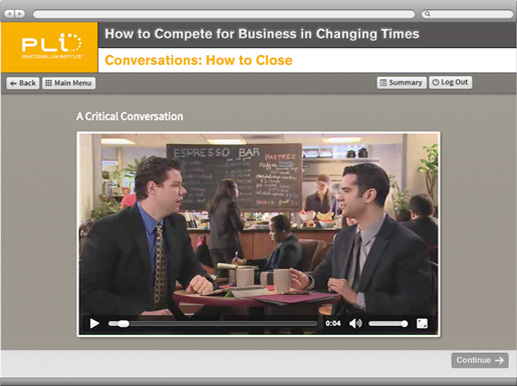 PLI
PRACTISING LAW INSTITUTE
How to Compete for Business in Changing Times
Conversations: How to Close
Back
Main Menu
Summary
Log Out
A Critical Conversation
ESPRESSO BAR
PASTRIES
0:04
Continue